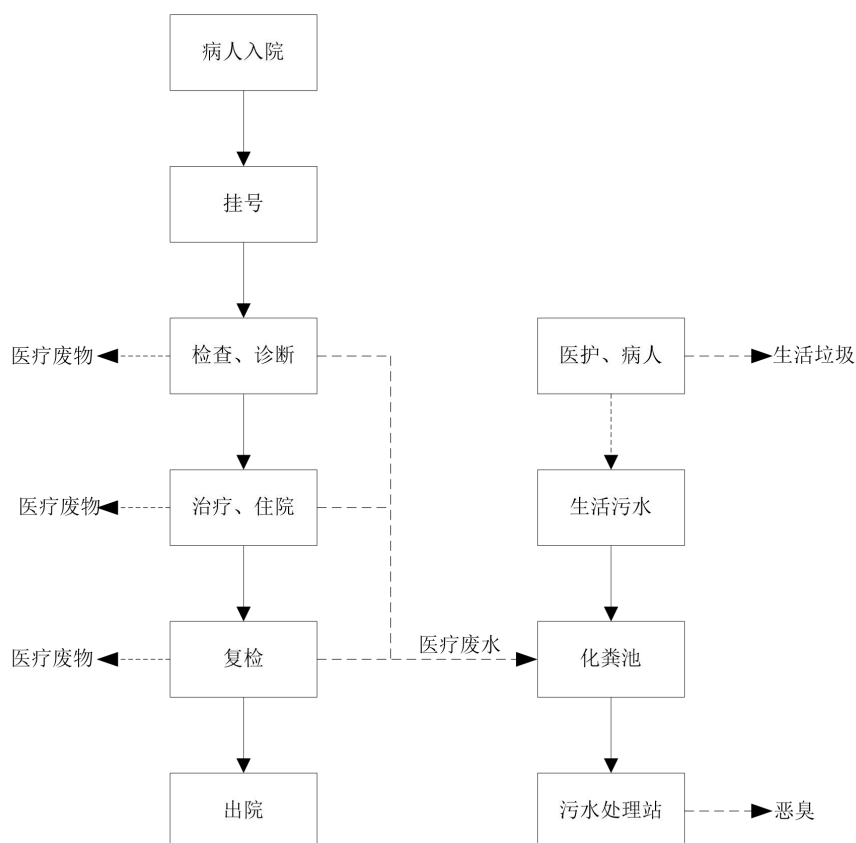 病人入院
挂号
医疗废物
检查、诊断
医护、病人
生活垃圾
医疗废物
治疗、住院
生活污水
医疗废物
复检
医疗废水
化粪池
出院
污水处理站
恶臭